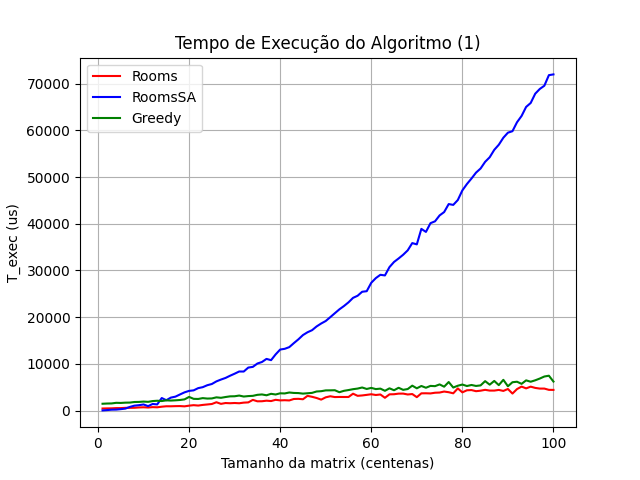 Tempo de Execução do Algoritmo (1)
Rooms
RoomsSA
Greedy
T_exec (us)
70000
60000
50000
40000
30000
20000
10000
0
0 20 40 60 80 100
Tamanho da matrix (centenas)